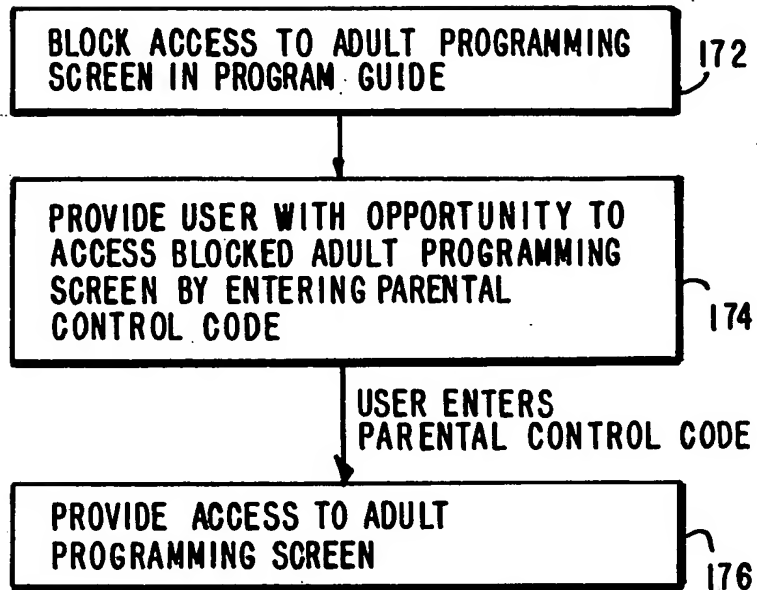 BLOCK ACCESS TO ADULT PROGRAMMING
SCREEN IN PROGRAM GUIDE
172
PROVIDE USER WITH OPPORTUNITY TO
ACCESS BLOCKED ADULT PROGRAMMING
SCREEN BY ENTERING PARENTAL
CONTROL CODE
174
USER ENTERS
PARENTAL CONTROL CODE
PROVIDE ACCESS TO ADULT
PROGRAMMING SCREEN
176